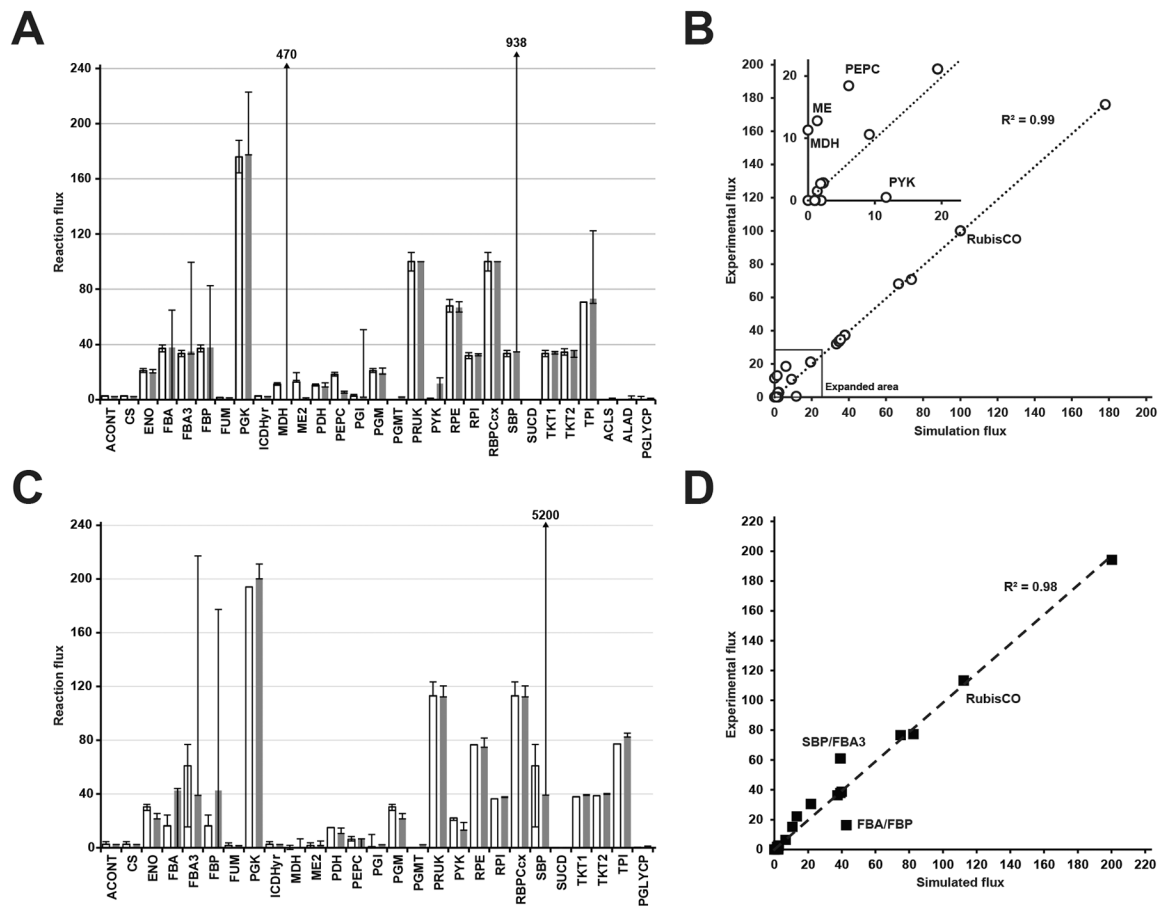 A
470
938
240
200
160
120
80
40
0
Reaction flux
ACONT
CS
ENO
FBA
FBA3
FBP
FUM
PGK
ICDHyr
MDH
ME2
PDH
PEPC
PGI
PGM
PGMT
PRUK
PYK
RPE
RPI
RBPCcx
SBP
SUCD
TKT1
TKT2
TPI
ACLS
ALAD
PGLYCP
B
200
180
160
140
120
100
80
60
40
20
0
Experimental flux
20
10
0
PEPC
ME
MDH
PYK
0 10 20
R² = 0.99
RubisCO
Expanded area
0 20 40 60 80 100 120 140 160 180 200
Simulation flux
C
5200
240
200
160
120
80
40
0
Reaction flux
ACONT
CS
ENO
FBA
FBA3
FBP
FUM
PGK
ICDHyr
MDH
ME2
PDH
PEPC
PGI
PGM
PGMT
PRUK
PYK
RPE
RPI
RBPCcx
SBP
SUCD
TKT1
TKT2
TPI
PGLYCP
D
220
200
180
160
140
120
100
80
60
40
20
0
Experimental flux
R² = 0.98
RubisCO
SBP/FBA3
FBA/FBP
0 20 40 60 80 100 120 140 160 180 200 220
Simulated flux